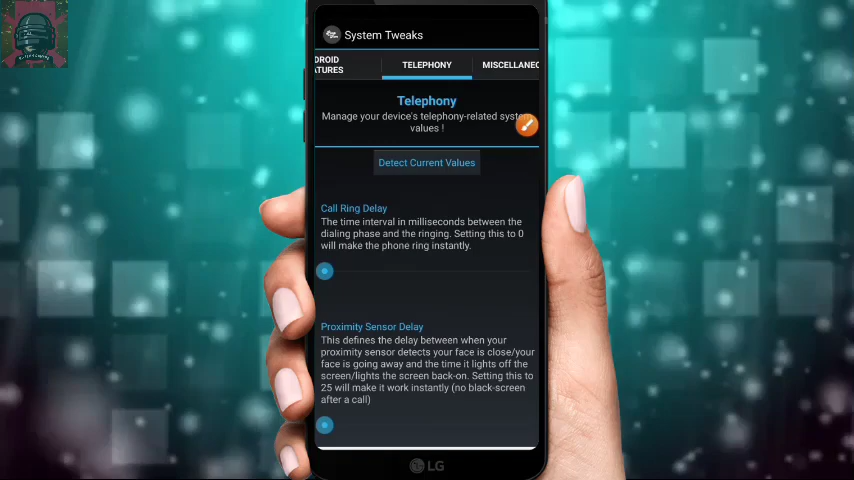 System Tweaks
DROID
ATURES
TELEPHONY
MISCELLANEO
Telephony
Manage your device's telephony-related system
values !
Detect Current Values
Call Ring Delay
The time interval in milliseconds between the
dialing phase and the ringing. Setting this to 0
will make the phone ring instantly.
Proximity Sensor Delay
This defines the delay between when your
proximity sensor detects your face is close/your
face is going away and the time it lights off the
screen/lights the screen back-on. Setting this to
25 will make it work instantly (no black-screen
after a call)
LG